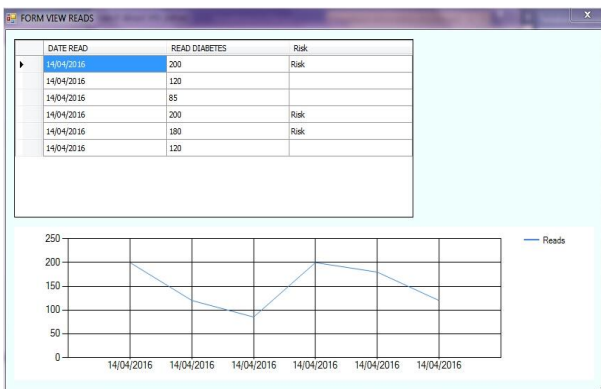 FORM VIEW READS
DATE READ READ DIABETES Risk
14/04/2016 200 Risk
14/04/2016 120
14/04/2016 85
14/04/2016 200 Risk
14/04/2016 180 Risk
14/04/2016 120
250
200
150
100
50
0
Reads
14/04/2016 14/04/2016 14/04/2016 14/04/2016 14/04/2016 14/04/2016